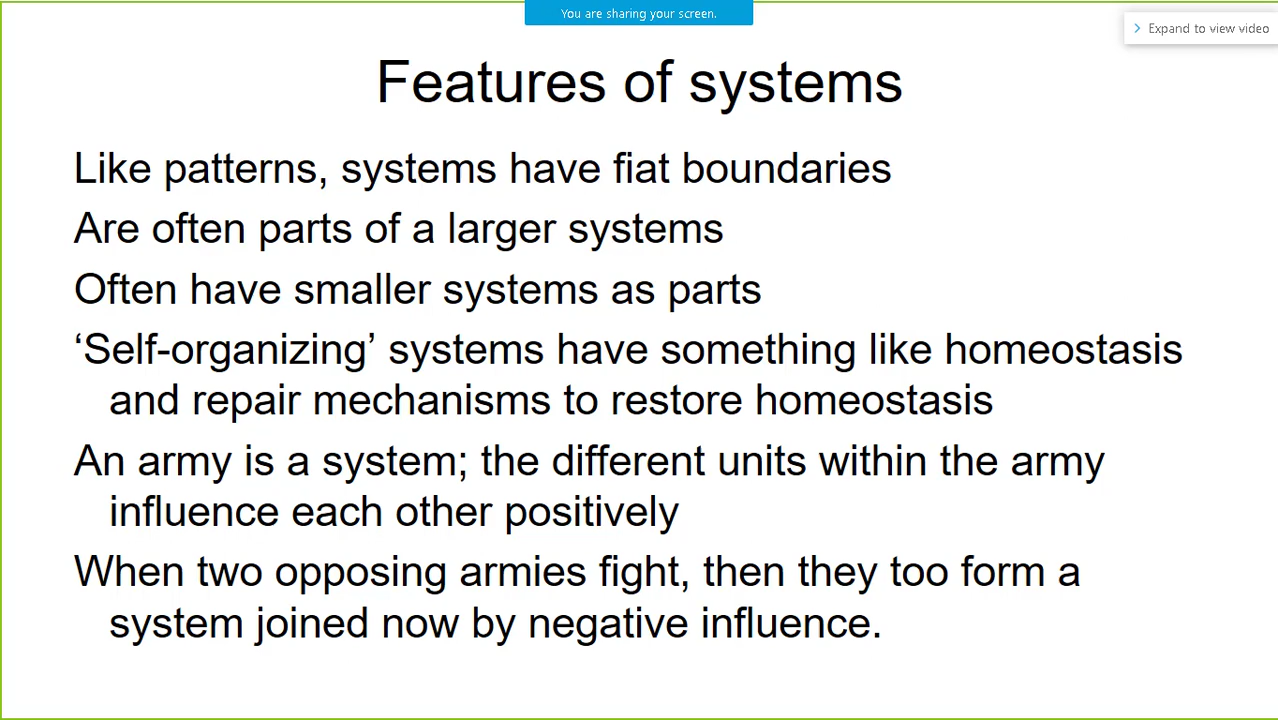 You are sharing your screen.
Expand to view video
Features of systems
Like patterns, systems have fiat boundaries
Are often parts of a larger systems
Often have smaller systems as parts
‘Self-organizing’ systems have something like homeostasis
and repair mechanisms to restore homeostasis
An army is a system; the different units within the army
influence each other positively
When two opposing armies fight, then they too form a
system joined now by negative influence.